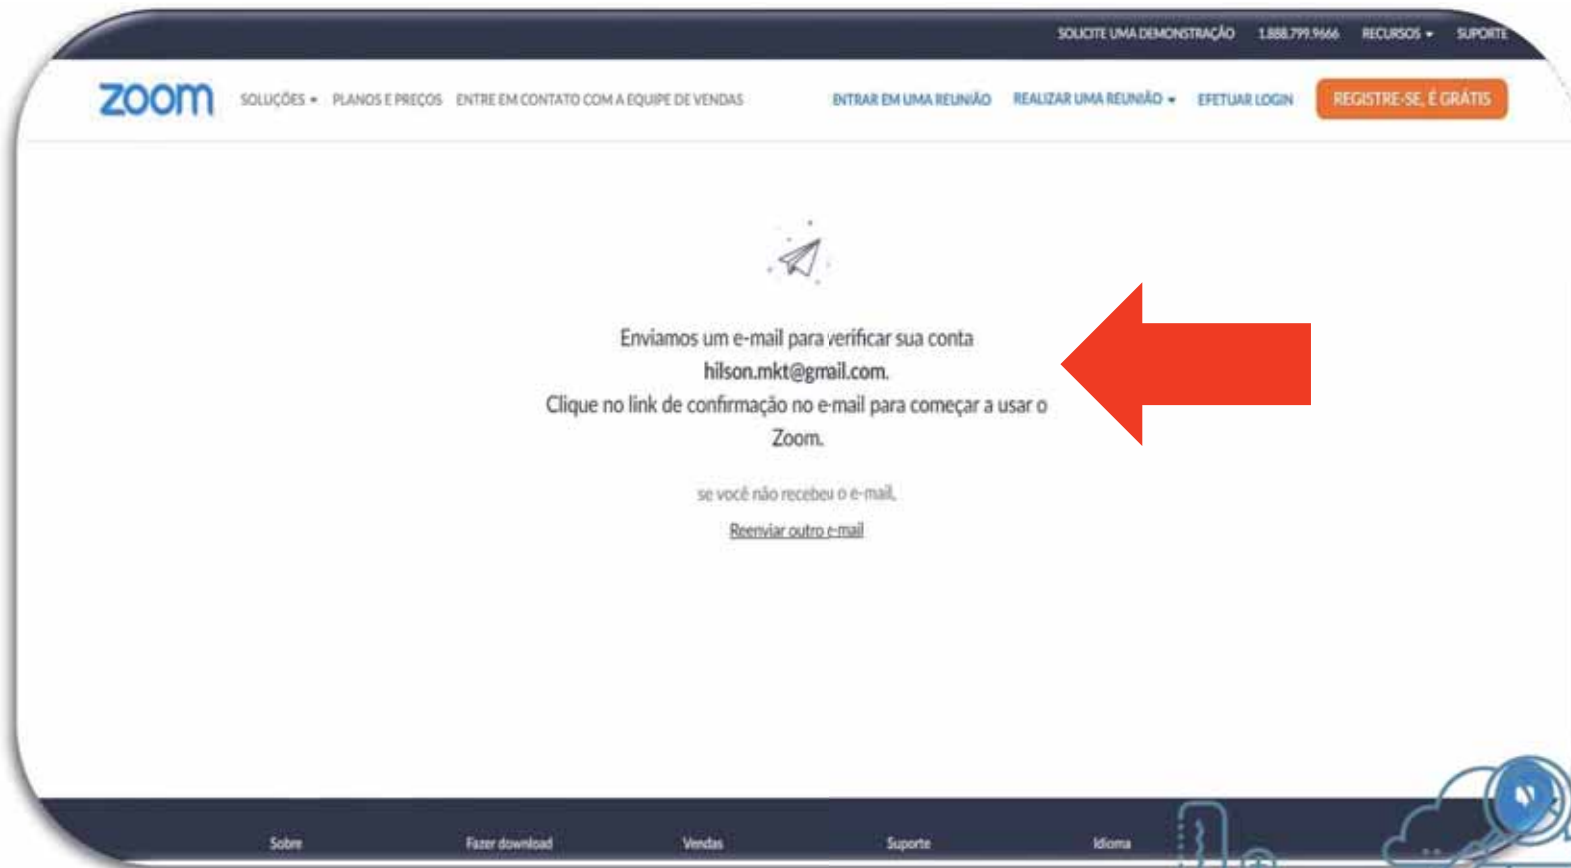 SOLICITE UMA DEMONSTRAÇÃO 1.888.799.9666 RECURSOS SUPORTE
zoom SOLUÇÕES PLANOS E PREÇOS ENTRE EM CONTATO COM A EQUIPE DE VENDAS ENTRAR EM UMA REUNIÃO REALIZAR UMA REUNIÃO EFETUAR LOGIN REGISTRE-SE, É GRÁTIS
Enviamos um e-mail para verificar sua conta
hilson.mkt@gmail.com.
Clique no link de confirmação no e-mail para começar a usar o
Zoom.
se você não recebeu o e-mail,
Reenviar outro e-mail
Sobre Fazer download Vendas Suporte Idioma